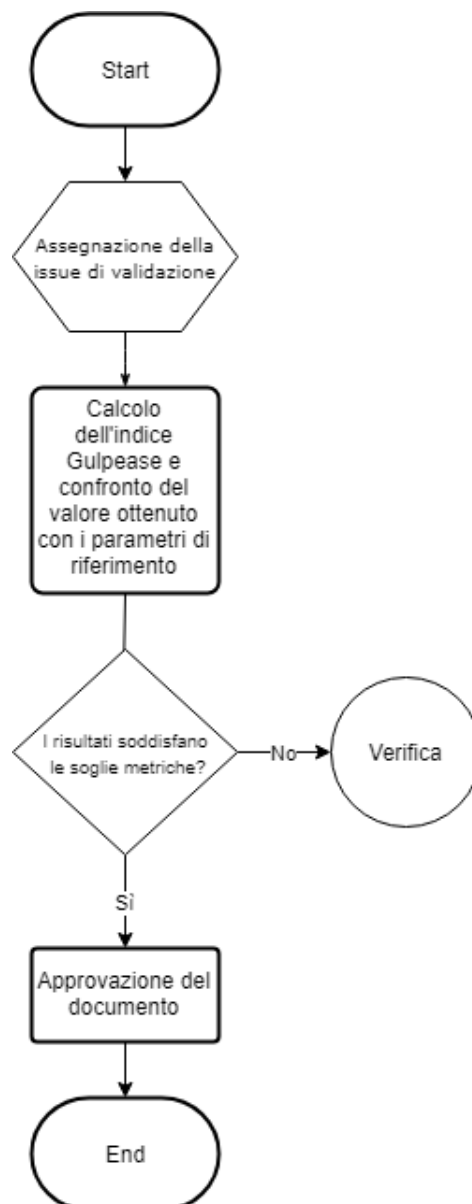 Start
Assegnazione della
issue di validazione
Calcolo
dell'indice
Gulpease e
confronto del
valore ottenuto
con i parametri di
riferimento
I risultati soddisfano
le soglie metriche?
No
Verifica
Sì
Approvazione del
documento
End